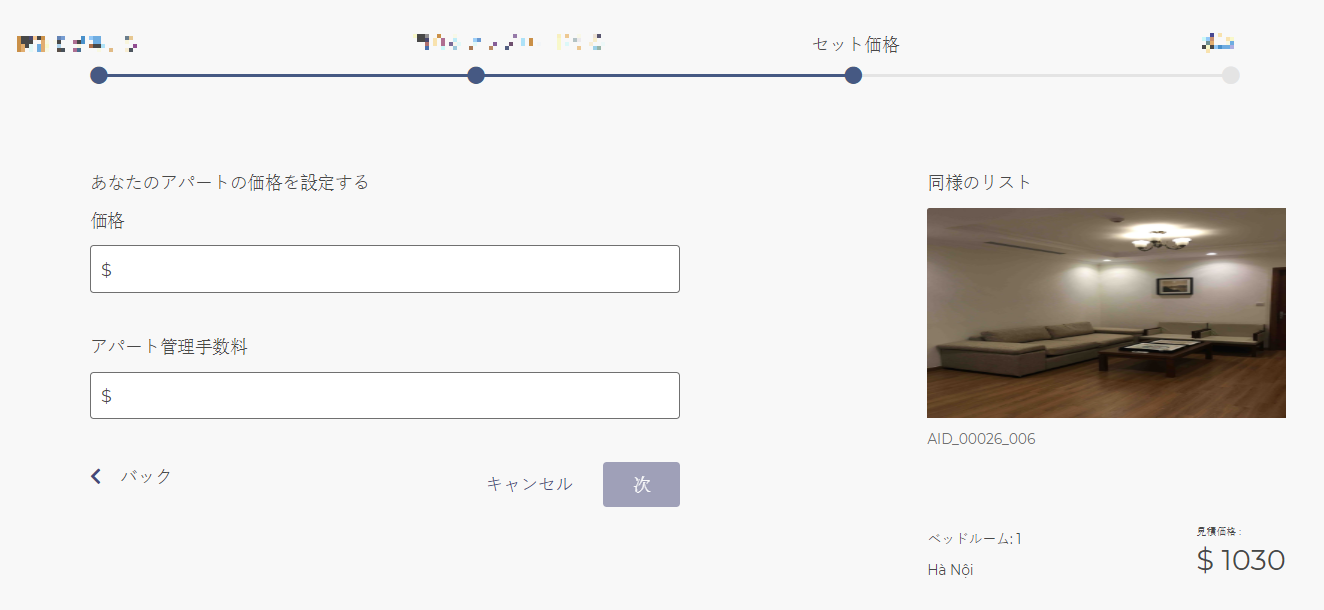 セット価格
あなたのアパートの価格を設定する
価格
$
アパート管理手数料
$
バック
キャンセル
次
同様のリスト
AID_00026_006
ベッドルーム: 1
Hà Nội
見積価格 :
$ 1030